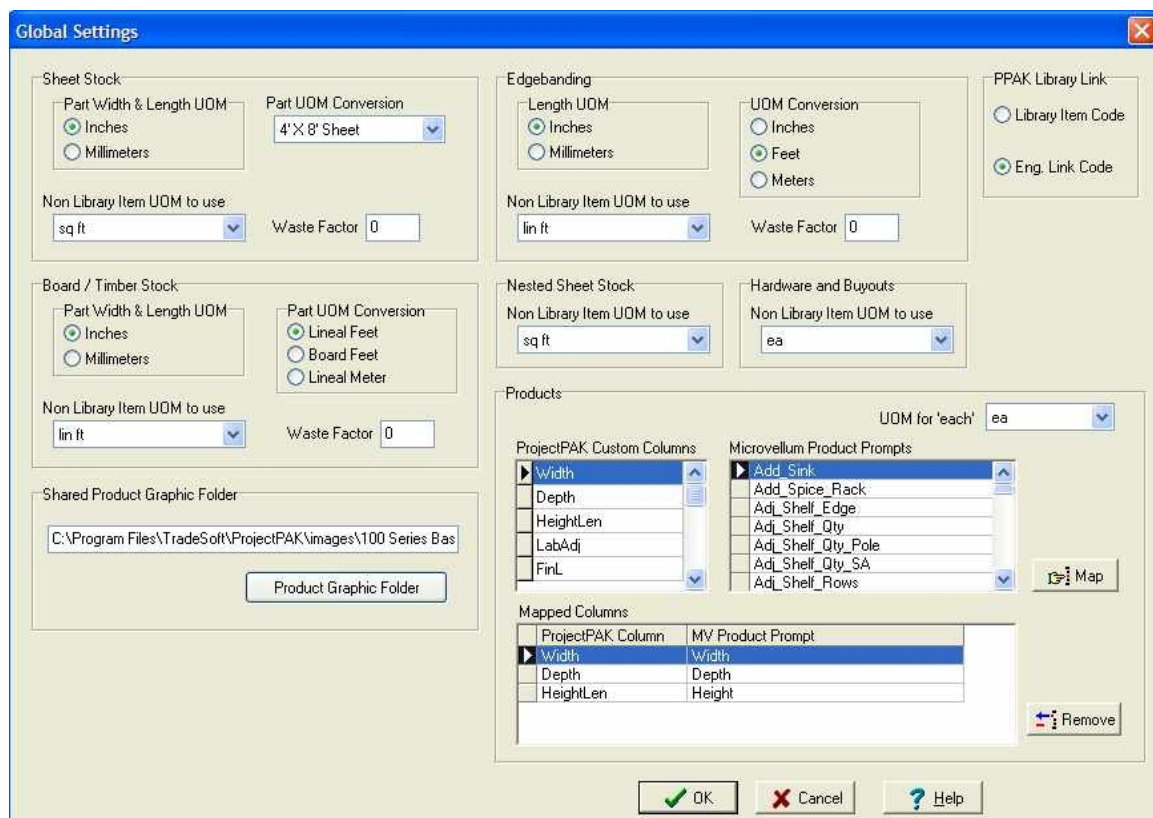 Global Settings
Sheet Stock
Part Width & Length UOM
Inches
Millimeters
Part UOM Conversion
4' X 8' Sheet
Non Library Item UOM to use
sq ft
Waste Factor 0
Edgebanding
Length UOM
Inches
Millimeters
UOM Conversion
Inches
Feet
Meters
Non Library Item UOM to use
lin ft
Waste Factor 0
PPAK Library Link
Library Item Code
Eng. Link Code
Board / Timber Stock
Part Width & Length UOM
Inches
Millimeters
Part UOM Conversion
Lineal Feet
Board Feet
Lineal Meter
Non Library Item UOM to use
lin ft
Waste Factor 0
Nested Sheet Stock
Non Library Item UOM to use
sq ft
Hardware and Buyouts
Non Library Item UOM to use
ea
Shared Product Graphic Folder
C:\Program Files\TradeSoft\ProjectPAK\images\100 Series Bas
Product Graphic Folder
Products
UOM for 'each' ea
ProjectPAK Custom Columns
Width
Depth
HeightLen
LabAdj
FinL
Microvellum Product Prompts
Add_Sink
Add_Spice_Rack
Adj_Shelf_Edge
Adj_Shelf_Qty
Adj_Shelf_Qty_Pole
Adj_Shelf_Qty_SA
Adj_Shelf_Rows
Map
Mapped Columns
ProjectPAK Column MV Product Prompt
Width Width
Depth Depth
HeightLen Height
Remove
OK Cancel Help